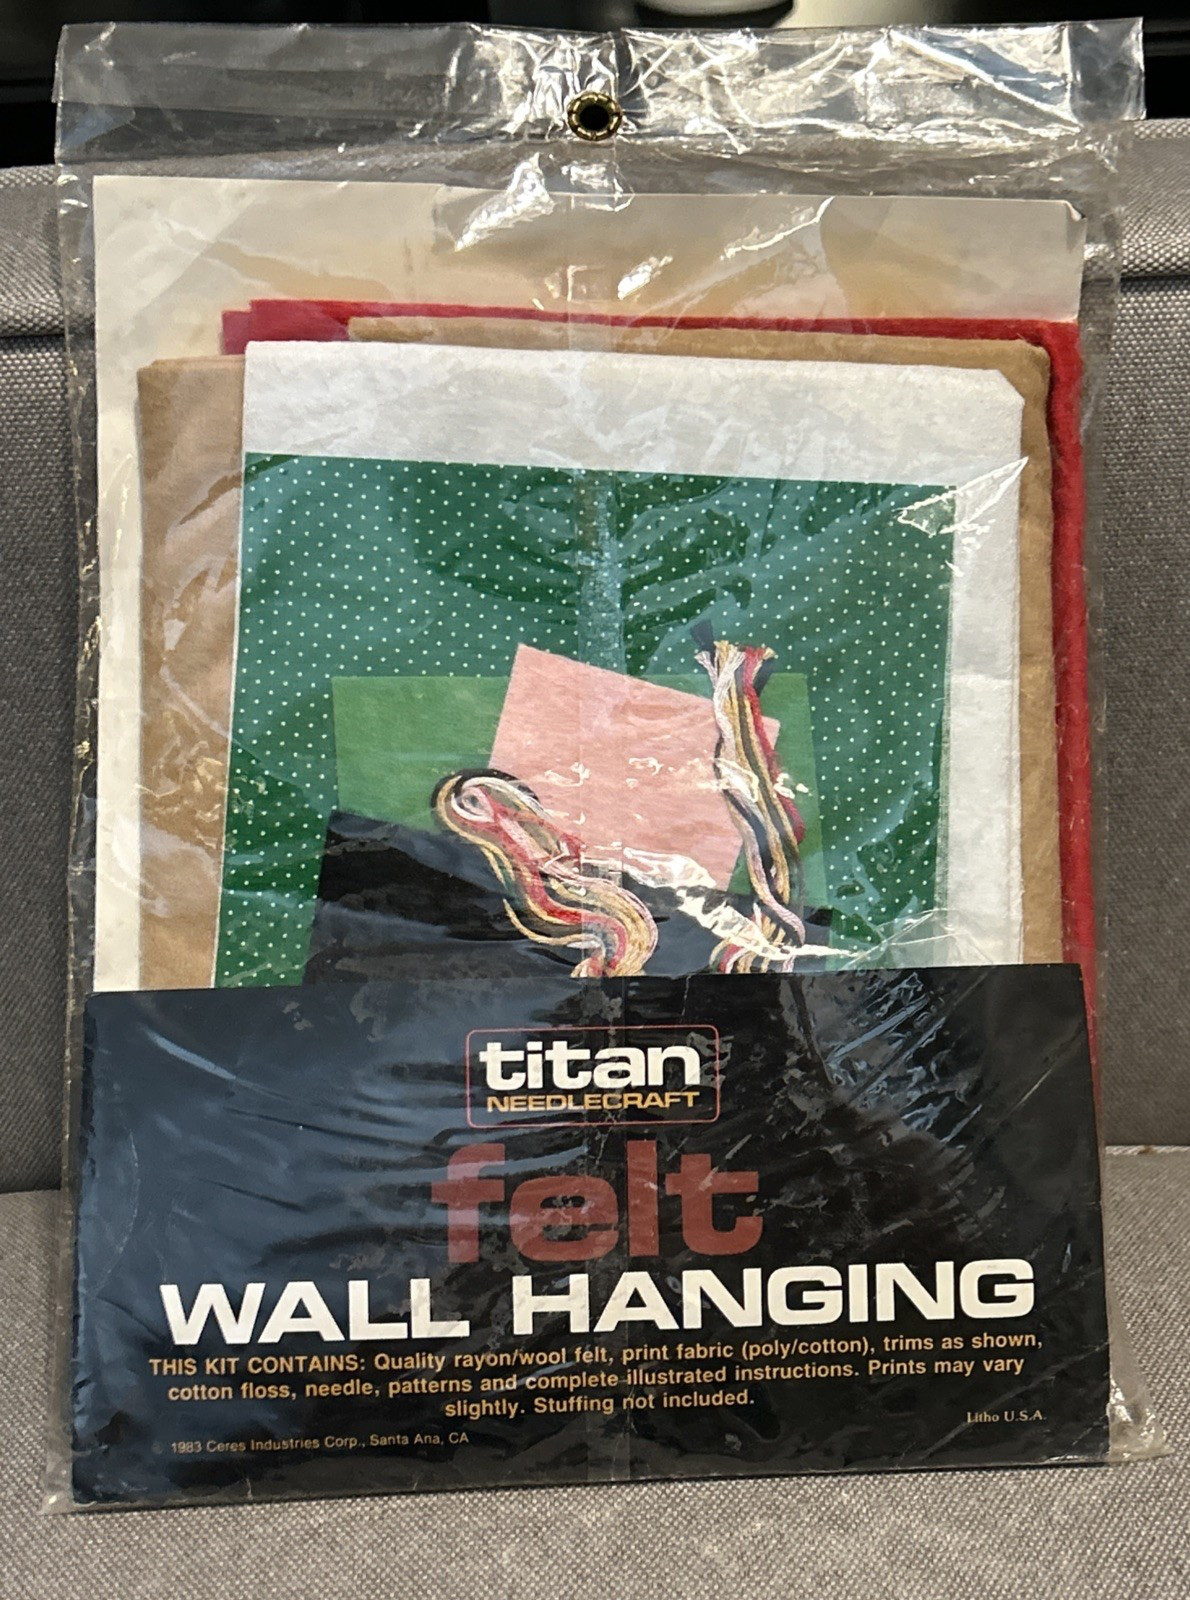 titan
NEEDLECRAFT
felt
WALL HANGING
THIS KIT CONTAINS: Quality rayon/wool felt, print fabric (poly/cotton), trims as shown,
cotton floss, needle, patterns and complete illustrated instructions. Prints may vary
slightly. Stuffing not included.
Litho U.S.A.
1983 Ceres Industries Corp., Santa Ana, CA